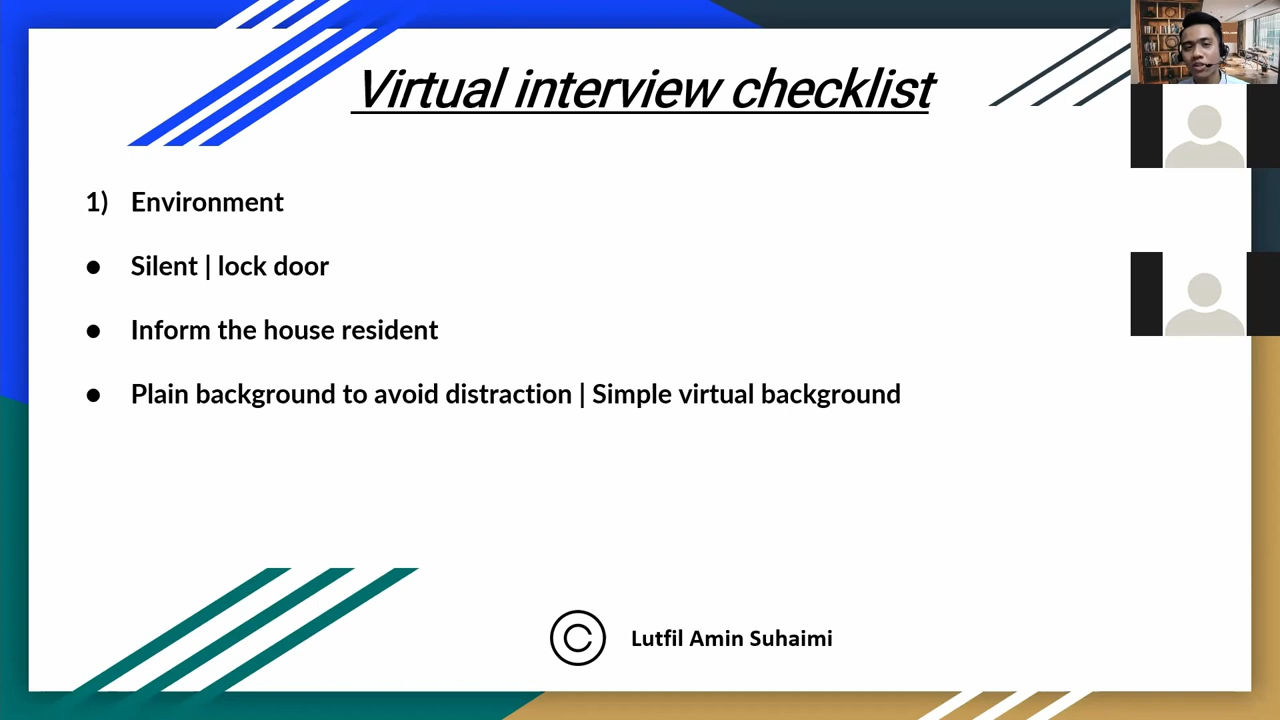 Virtual interview checklist
1) Environment
● Silent | lock door
● Inform the house resident
● Plain background to avoid distraction | Simple virtual background
© Lutfil Amin Suhaimi